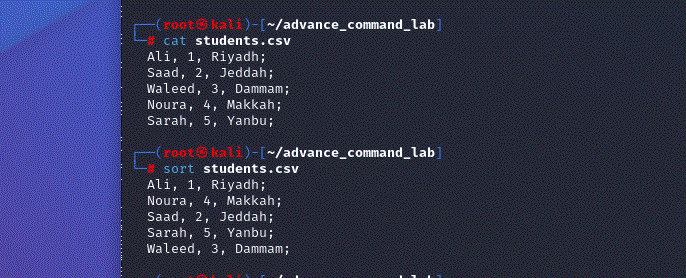 ┌──(root㉿kali)-[~/advance_command_lab]
└─# cat students.csv
Ali, 1, Riyadh;
Saad, 2, Jeddah;
Waleed, 3, Dammam;
Noura, 4, Makkah;
Sarah, 5, Yanbu;
┌──(root㉿kali)-[~/advance_command_lab]
└─# sort students.csv
Ali, 1, Riyadh;
Noura, 4, Makkah;
Saad, 2, Jeddah;
Sarah, 5, Yanbu;
Waleed, 3, Dammam;